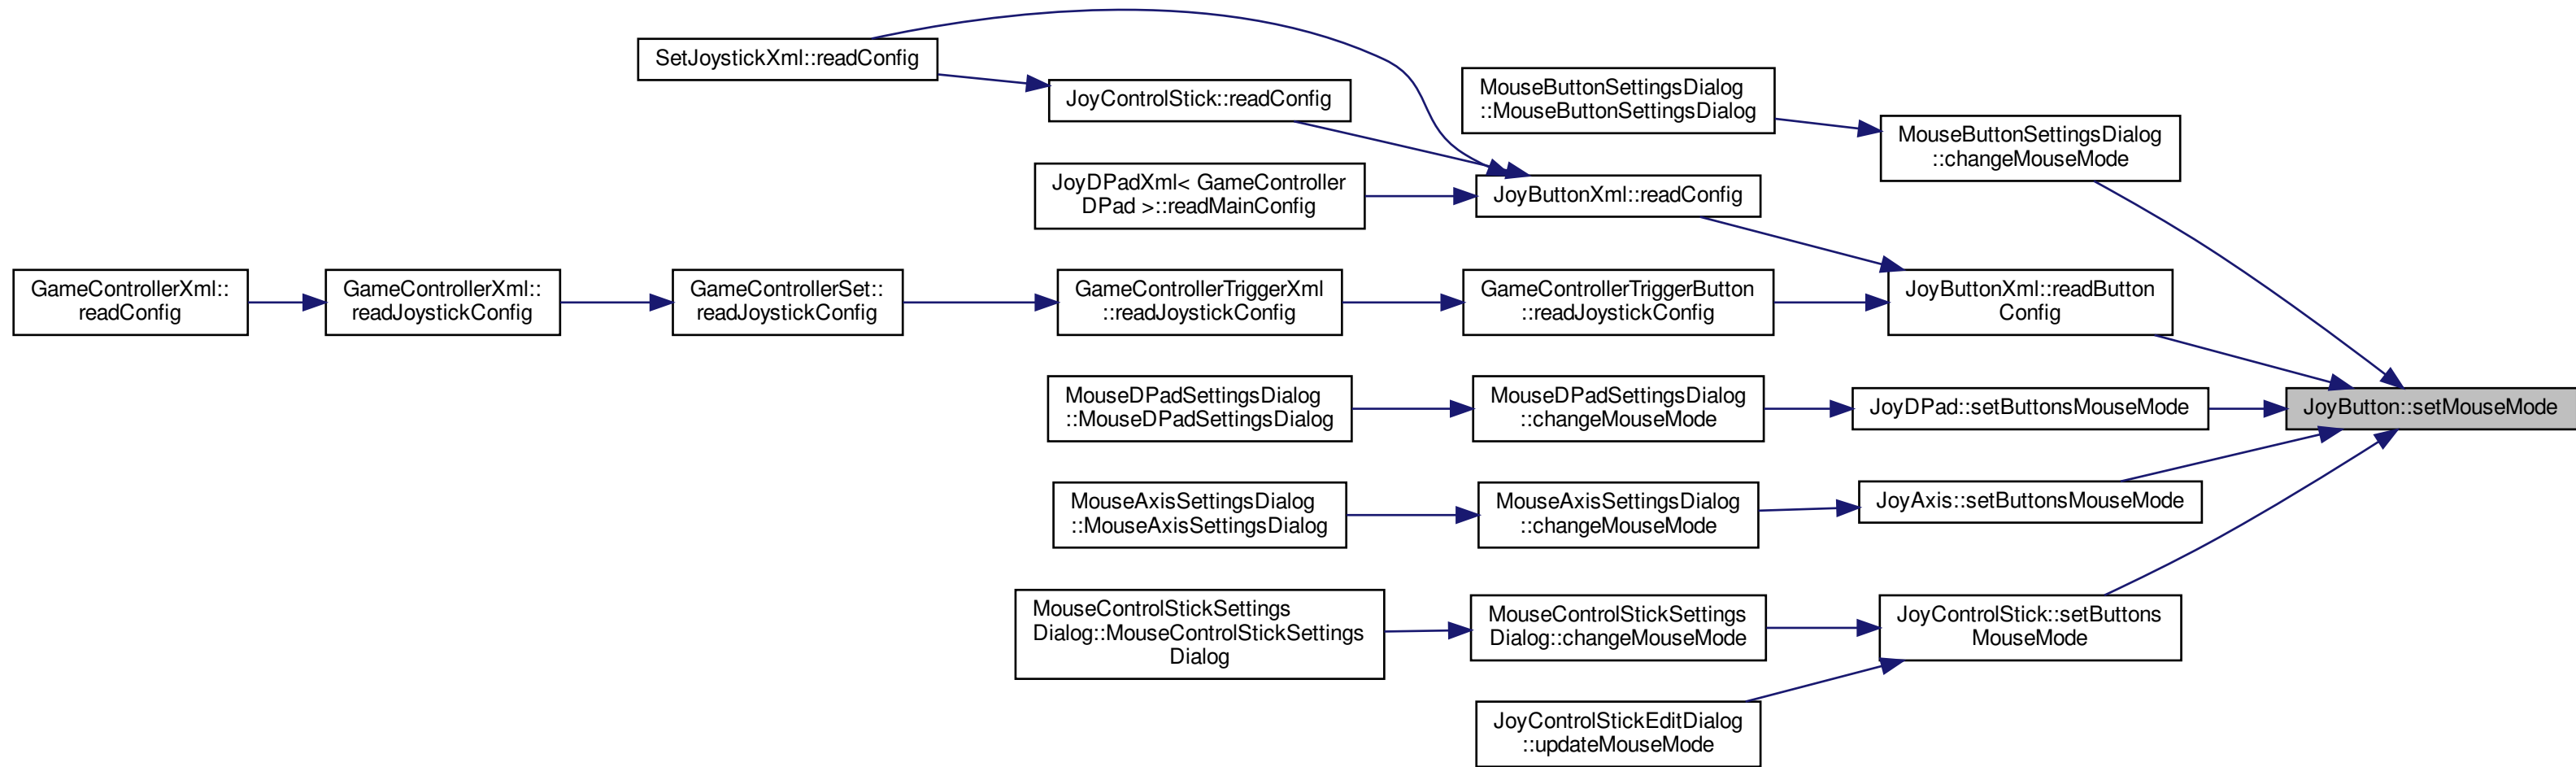 SetJoystickXml::readConfig
JoyControlStick::readConfig
MouseButtonSettingsDialog
::MouseButtonSettingsDialog
MouseButtonSettingsDialog
::changeMouseMode
JoyDPadXml< GameController
DPad >::readMainConfig
JoyButtonXml::readConfig
GameControllerXml::
readConfig
GameControllerXml::
readJoystickConfig
GameControllerSet::
readJoystickConfig
GameControllerTriggerXml
::readJoystickConfig
GameControllerTriggerButton
::readJoystickConfig
JoyButtonXml::readButton
Config
MouseDPadSettingsDialog
::MouseDPadSettingsDialog
MouseDPadSettingsDialog
::changeMouseMode
JoyDPad::setButtonsMouseMode
JoyButton::setMouseMode
MouseAxisSettingsDialog
::MouseAxisSettingsDialog
MouseAxisSettingsDialog
::changeMouseMode
JoyAxis::setButtonsMouseMode
MouseControlStickSettings
Dialog::MouseControlStickSettings
Dialog
MouseControlStickSettings
Dialog::changeMouseMode
JoyControlStick::setButtons
MouseMode
JoyControlStickEditDialog
::updateMouseMode